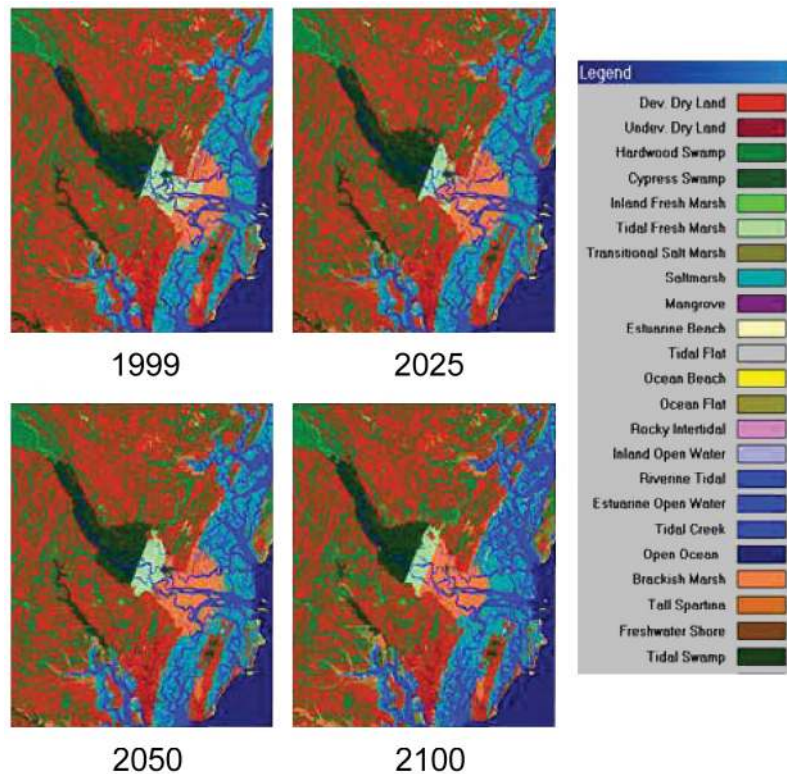 1999
2025
2050
2100
Legend
Dev. Dry Land
Undev. Dry Land
Hardwood Swamp
Cypress Swamp
Inland Fresh Marsh
Tidal Fresh Marsh
Transitional Salt Marsh
Saltmarsh
Mangrove
Estuarine Beach
Tidal Flat
Ocean Beach
Ocean Flat
Rocky Intertidal
Inland Open Water
Riverine Tidal
Estuarine Open Water
Tidal Creek
Open Ocean
Brackish Marsh
Tall Spartina
Freshwater Shore
Tidal Swamp